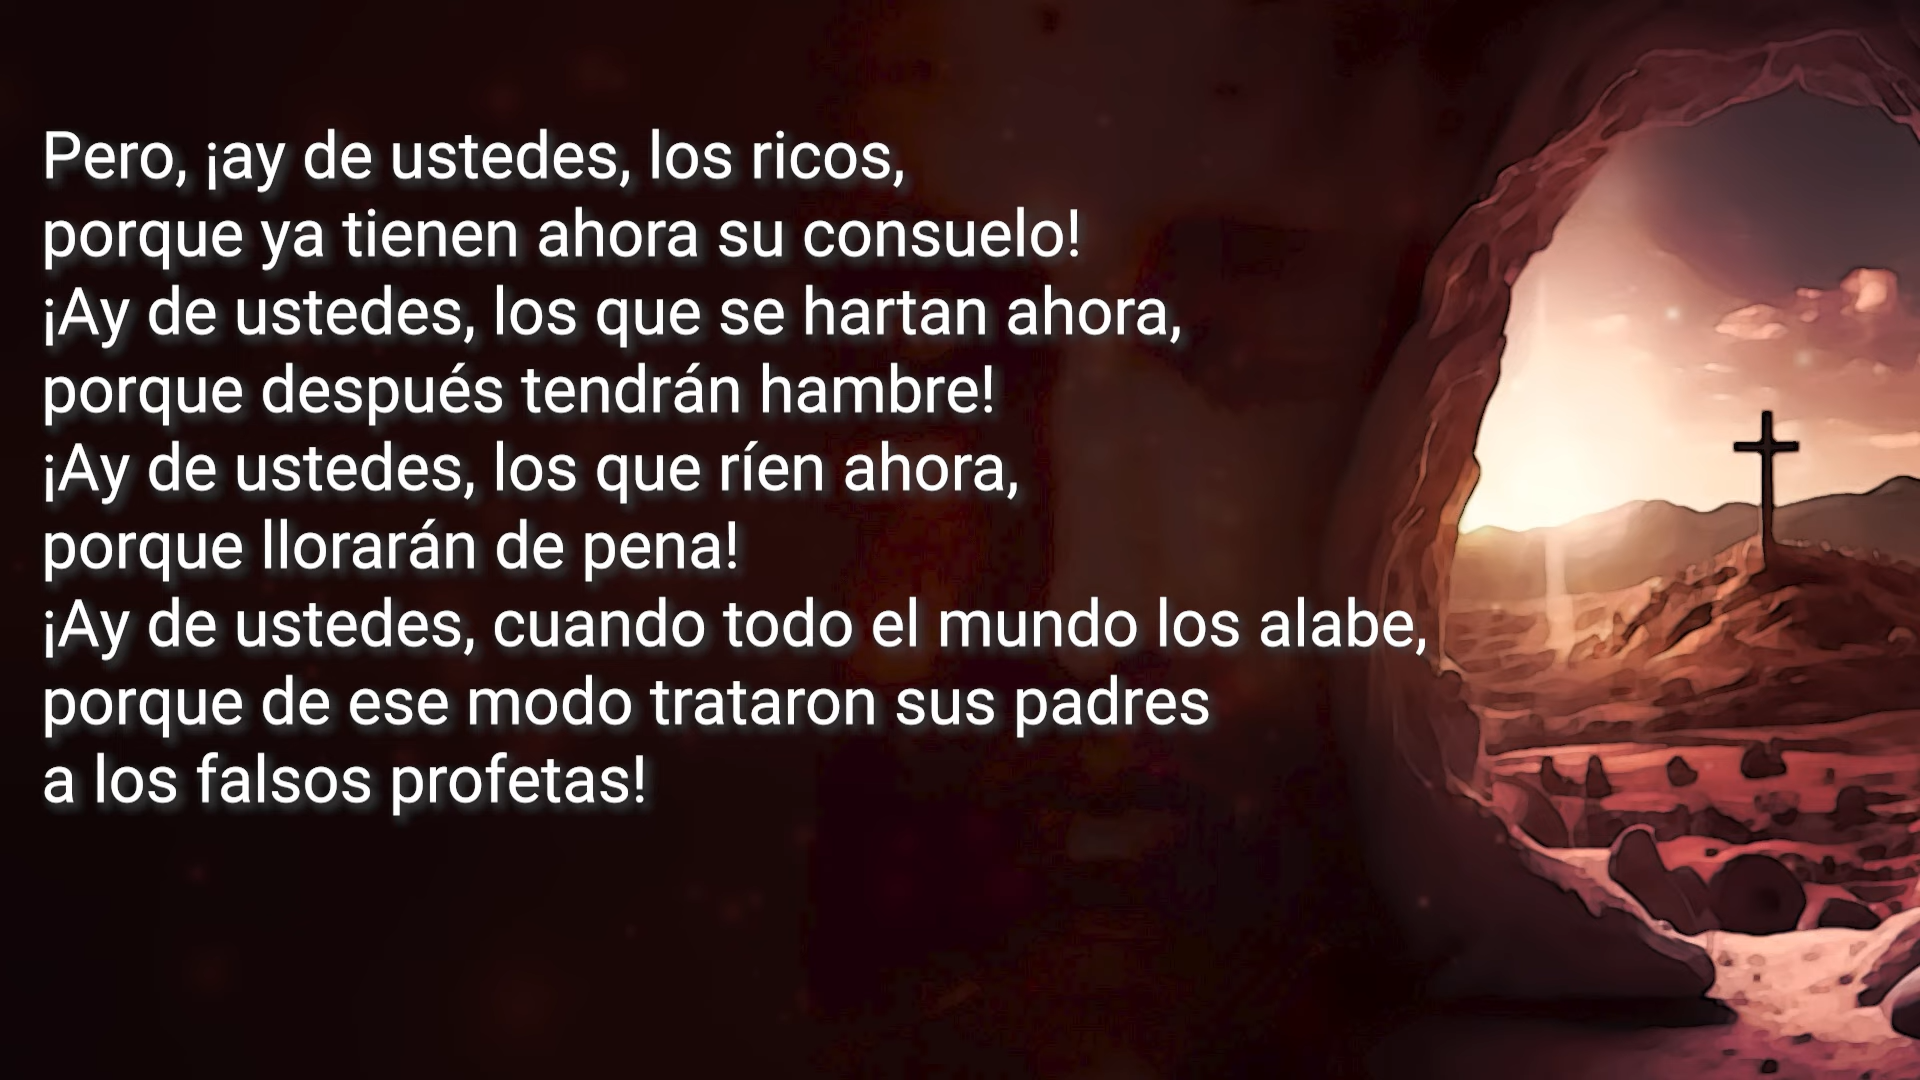 Pero, ¡ay de ustedes, los ricos,
porque ya tienen ahora su consuelo!
¡Ay de ustedes, los que se hartan ahora,
porque después tendrán hambre!
¡Ay de ustedes, los que ríen ahora,
porque llorarán de pena!
¡Ay de ustedes, cuando todo el mundo los alabe,
porque de ese modo trataron sus padres
a los falsos profetas!